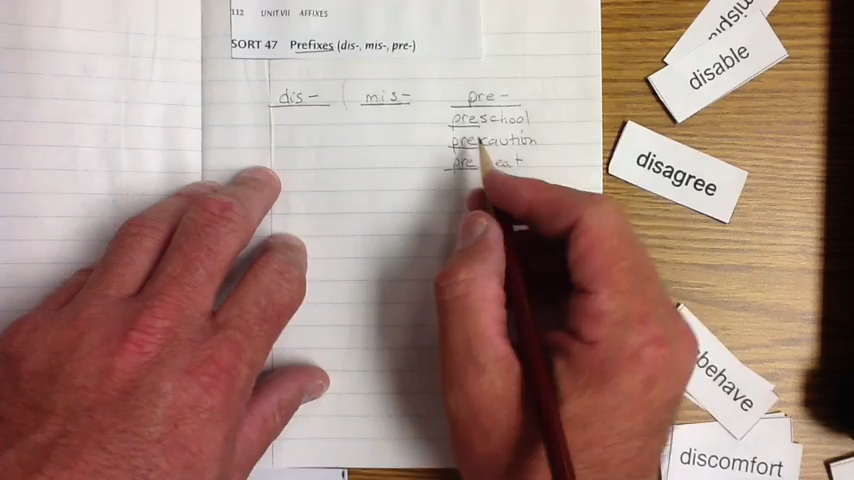 112 UNIT VII AFFIXES
SORT 47 Prefixes (dis-, mis-, pre-)
dis- mis- pre-
preschool
precaution
disable
disagree
behave
discomfort